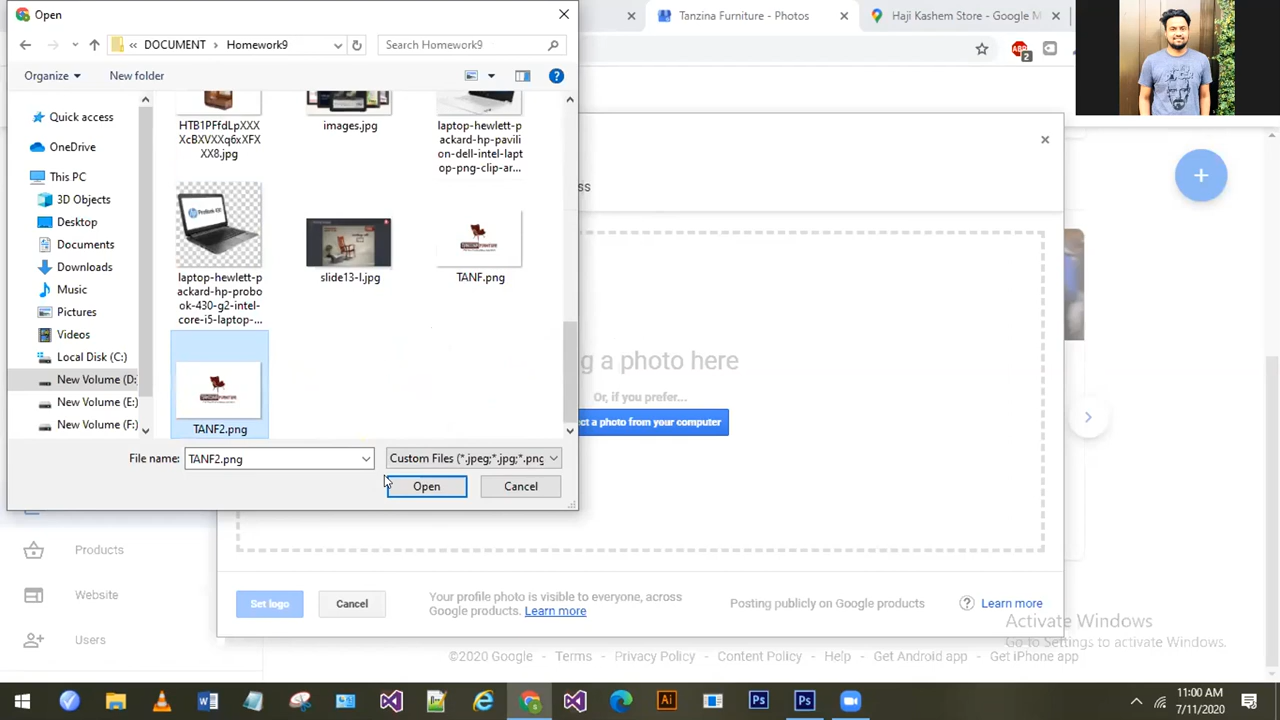 Open
Tanzina Furniture - Photos
Haji Kashem Store - Google M
DOCUMENT
Homework9
Search Homework9
2
Organize
New folder
Quick access
OneDrive
This PC
3D Objects
Desktop
Documents
Downloads
Music
Pictures
Videos
Local Disk (C:)
New Volume (D:
New Volume (E:)
New Volume (F:)
HTB1PFfdLpXXX
XcBXVXXq6xXFX
XX8.jpg
images.jpg
laptop-hewlett-p
ackard-hp-pavili
on-dell-intel-lapt
op-png-clip-ar...
laptop-hewlett-p
ackard-hp-probo
ok-430-g2-intel-
core-i5-laptop-...
slide13-l.jpg
TANF.png
TANF2.png
File name:
TANF2.png
Custom Files (*.jpeg;*.jpg;*.png
Open
Cancel
ss
g a photo here
Or, if you prefer...
ct a photo from your computer
Products
Website
Users
Set logo
Cancel
Your profile photo is visible to everyone, across
Google products. Learn more
Posting publicly on Google products
Learn more
Activate Windows
Go to Settings to activate Windows.
©2020 Google - Terms - Privacy Policy - Content Policy - Help - Get Android app - Get iPhone app
11:00 AM
7/11/2020